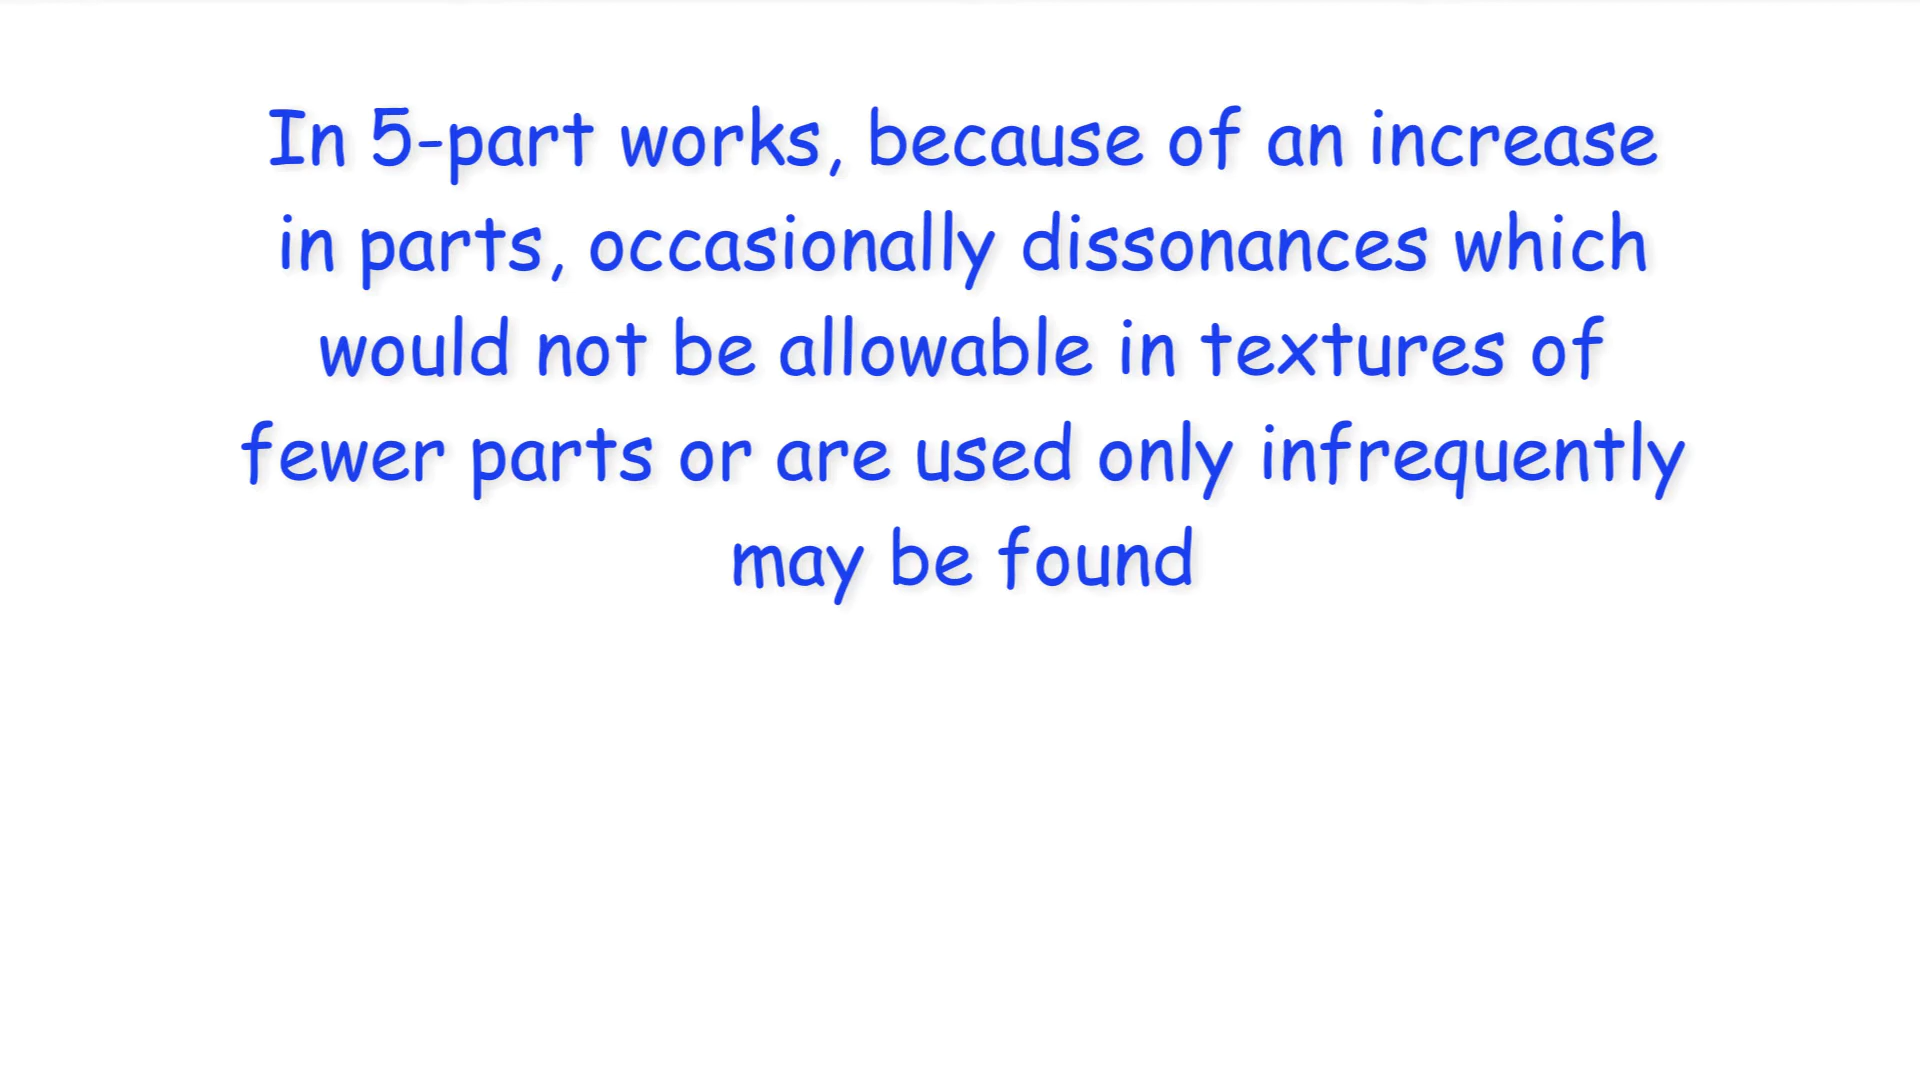 In 5-part works, because of an increase
in parts, occasionally dissonances which
would not be allowable in textures of
fewer parts or are used only infrequently
may be found